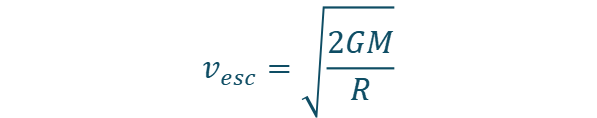 v_esc = √(2GM/R)